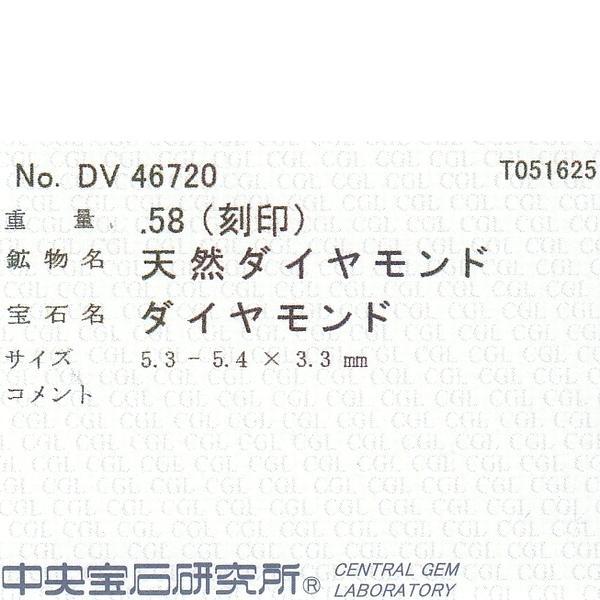 No. DV 46720 T051625
重 量 .58 (刻印)
鉱物名 天然ダイヤモンド
宝石名 ダイヤモンド
サイズ 5.3 - 5.4 × 3.3 mm
コメント
中央宝石研究所® CENTRAL GEM
LABORATORY